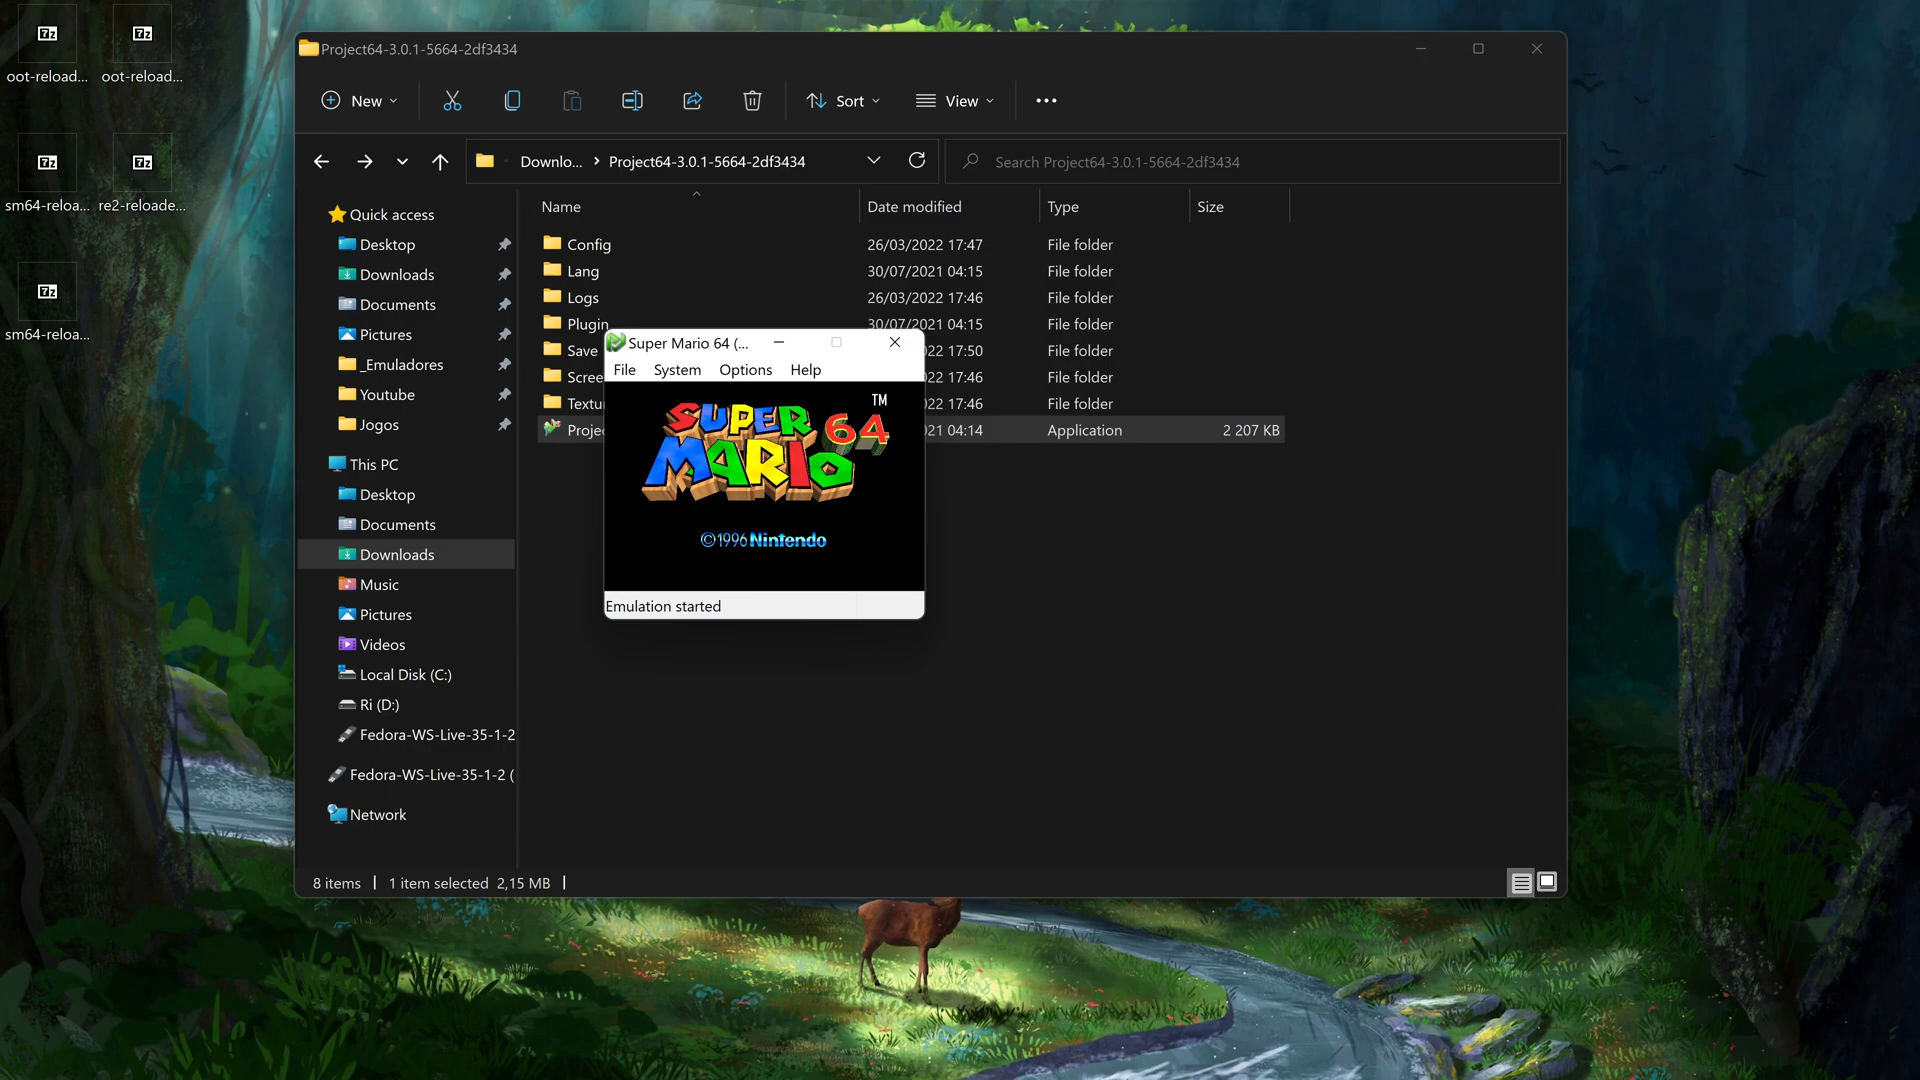 oot-reload...
oot-reload...
sm64-reloa...
re2-reloade...
sm64-reloa...
Project64-3.0.1-5664-2df3434
New
Sort
View
Downlo...
Project64-3.0.1-5664-2df3434
Search Project64-3.0.1-5664-2df3434
Name
Date modified
Type
Size
Quick access
Desktop
Downloads
Documents
Pictures
_Emuladores
Youtube
Jogos
This PC
Desktop
Documents
Downloads
Music
Pictures
Videos
Local Disk (C:)
Ri (D:)
Fedora-WS-Live-35-1-2
Fedora-WS-Live-35-1-2 (
Network
Config 26/03/2022 17:47 File folder
Lang 30/07/2021 04:15 File folder
Logs 26/03/2022 17:46 File folder
Plugin 30/07/2021 04:15 File folder
Save 22 17:50 File folder
Scree 22 17:46 File folder
Textu 22 17:46 File folder
Projec 21 04:14 Application 2 207 KB
Super Mario 64 (...
File System Options Help
TM
SUPER
MARIO 64
©1996 Nintendo
Emulation started
8 items
1 item selected 2,15 MB
7z
7z
7z
7z
7z